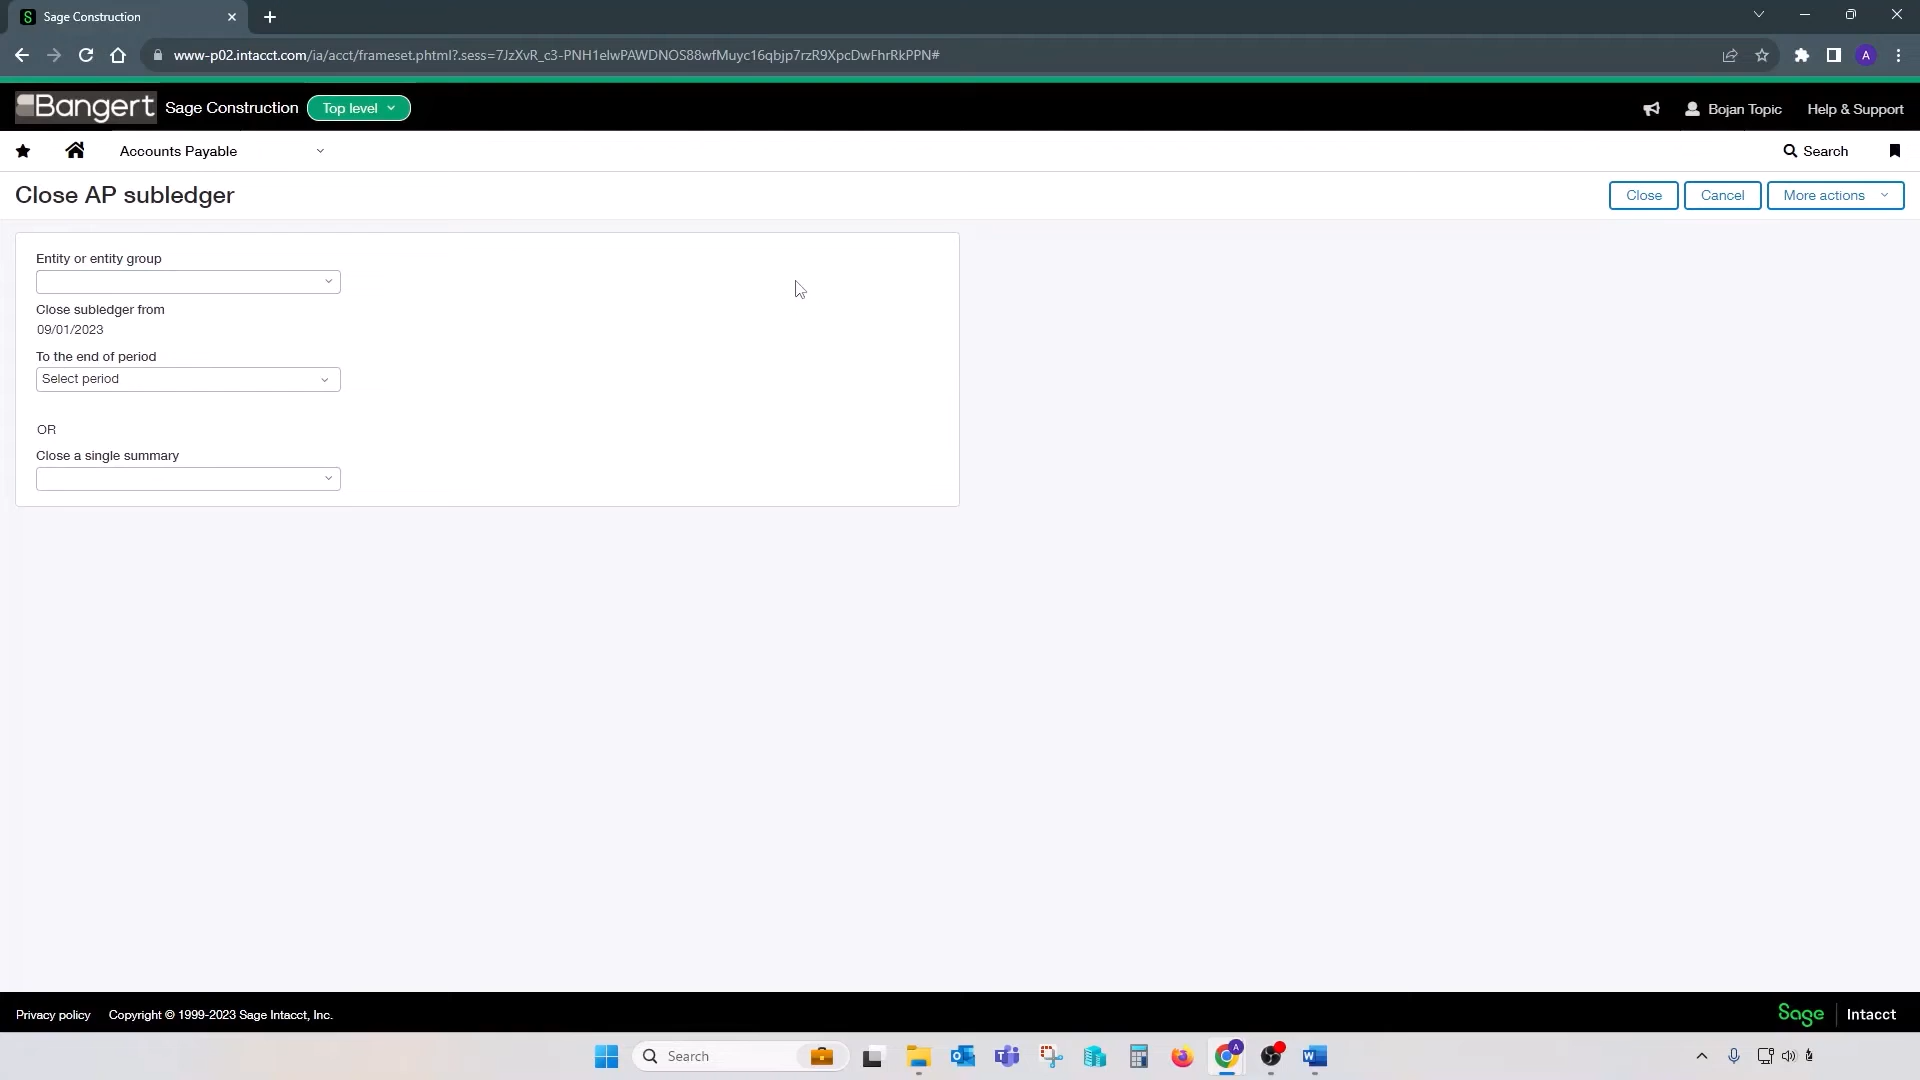 Sage Construction
www-p02.intacct.com/ia/acct/frameset.phtml?.sess=7JzXvR_c3-PNH1elwPAWDNOS88wfMuyc16qbjp7rzR9XpcDwFhrRkPPN#
A
Bangert Sage Construction Top level Bojan Topic Help & Support
Accounts Payable Search
Close AP subledger Close Cancel More actions
Entity or entity group
Close subledger from
09/01/2023
To the end of period
Select period
OR
Close a single summary
Privacy policy Copyright © 1999-2023 Sage Intacct, Inc. Sage Intacct
Search